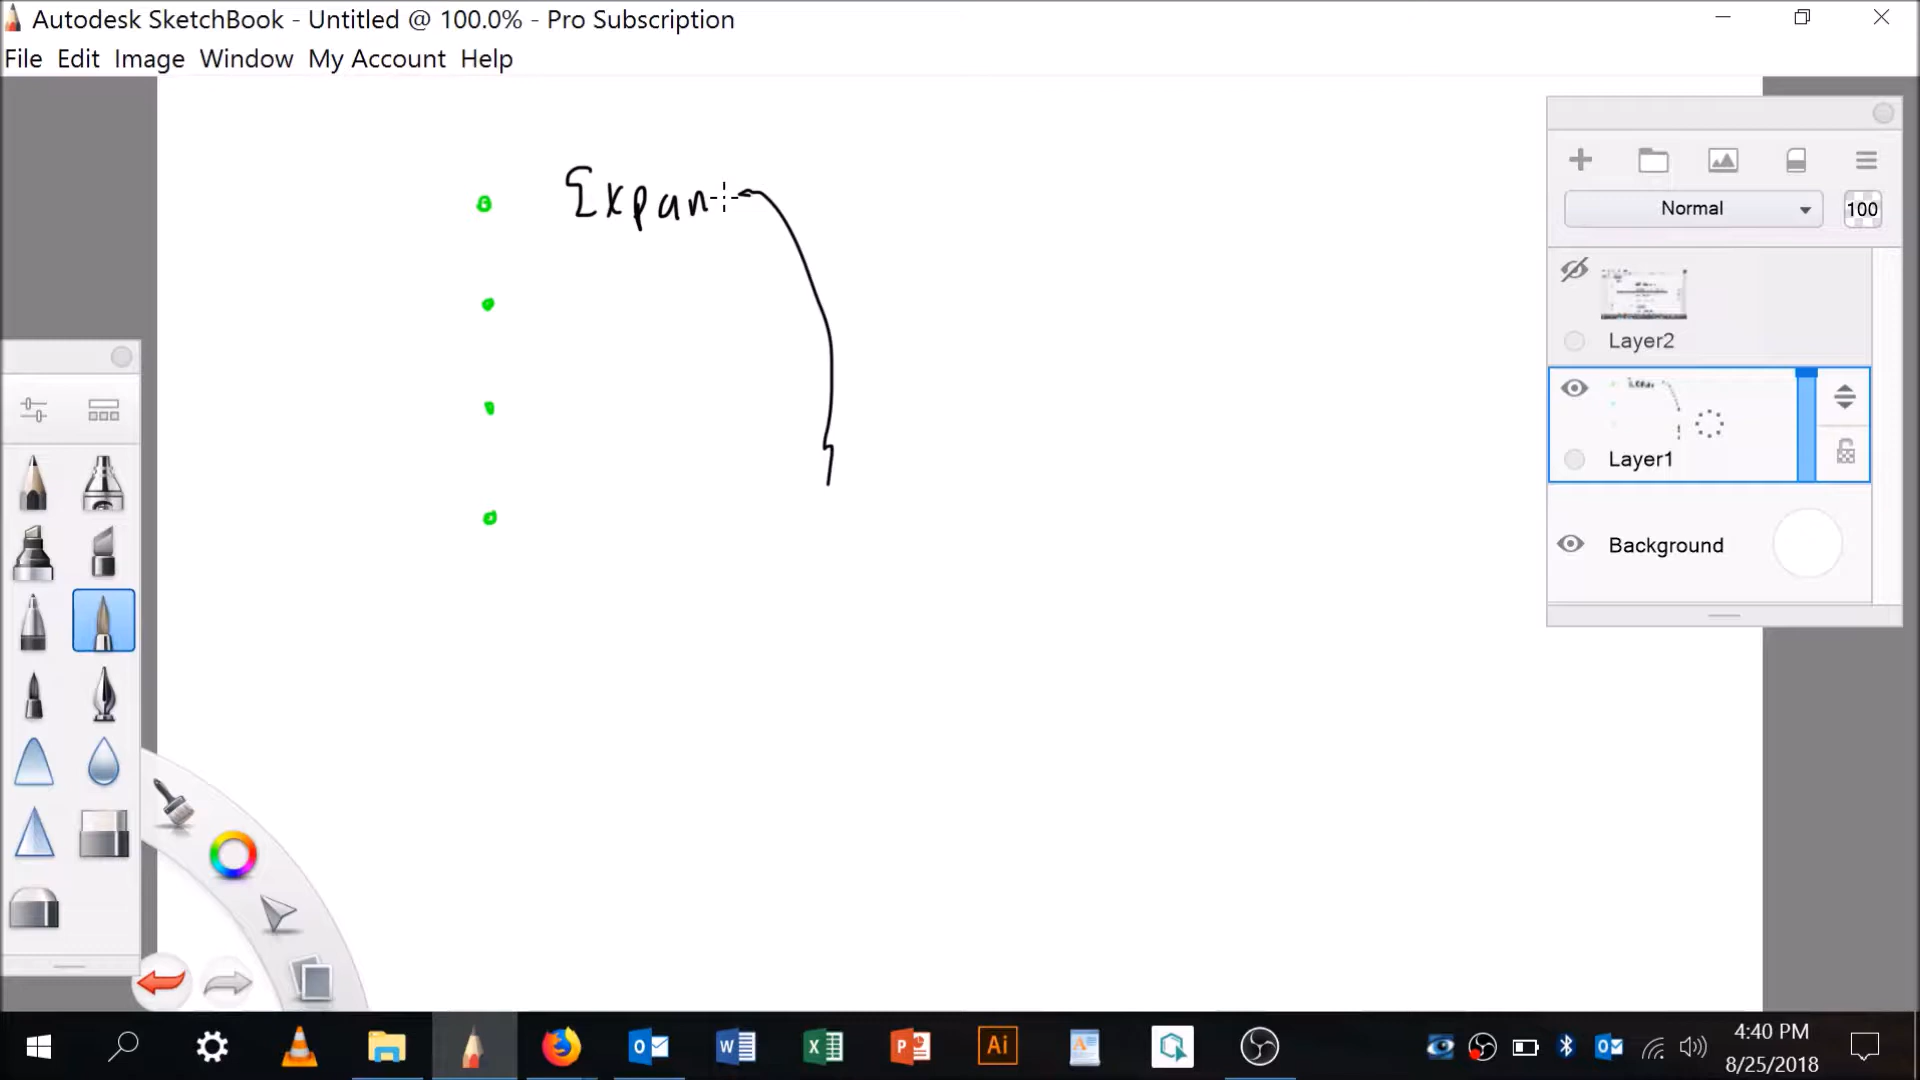 Autodesk SketchBook - Untitled @ 100.0% - Pro Subscription
File Edit Image Window My Account Help
Expan
Normal 100
Layer2
Layer1
Background
Ai
4:40 PM
8/25/2018